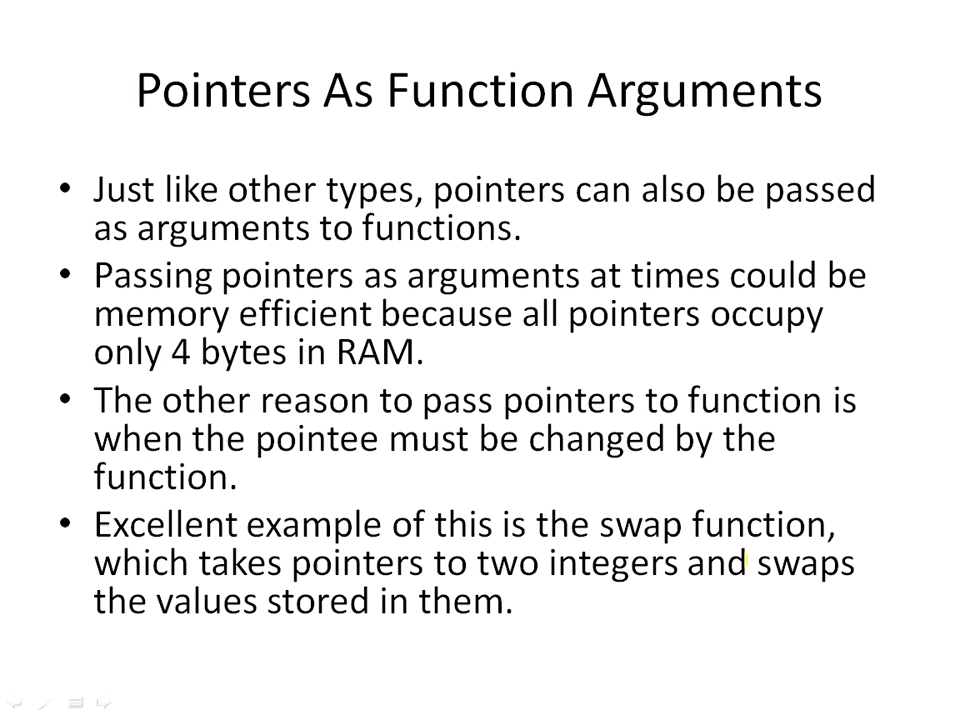 Pointers As Function Arguments
• Just like other types, pointers can also be passed
as arguments to functions.
• Passing pointers as arguments at times could be
memory efficient because all pointers occupy
only 4 bytes in RAM.
• The other reason to pass pointers to function is
when the pointee must be changed by the
function.
• Excellent example of this is the swap function,
which takes pointers to two integers and swaps
the values stored in them.